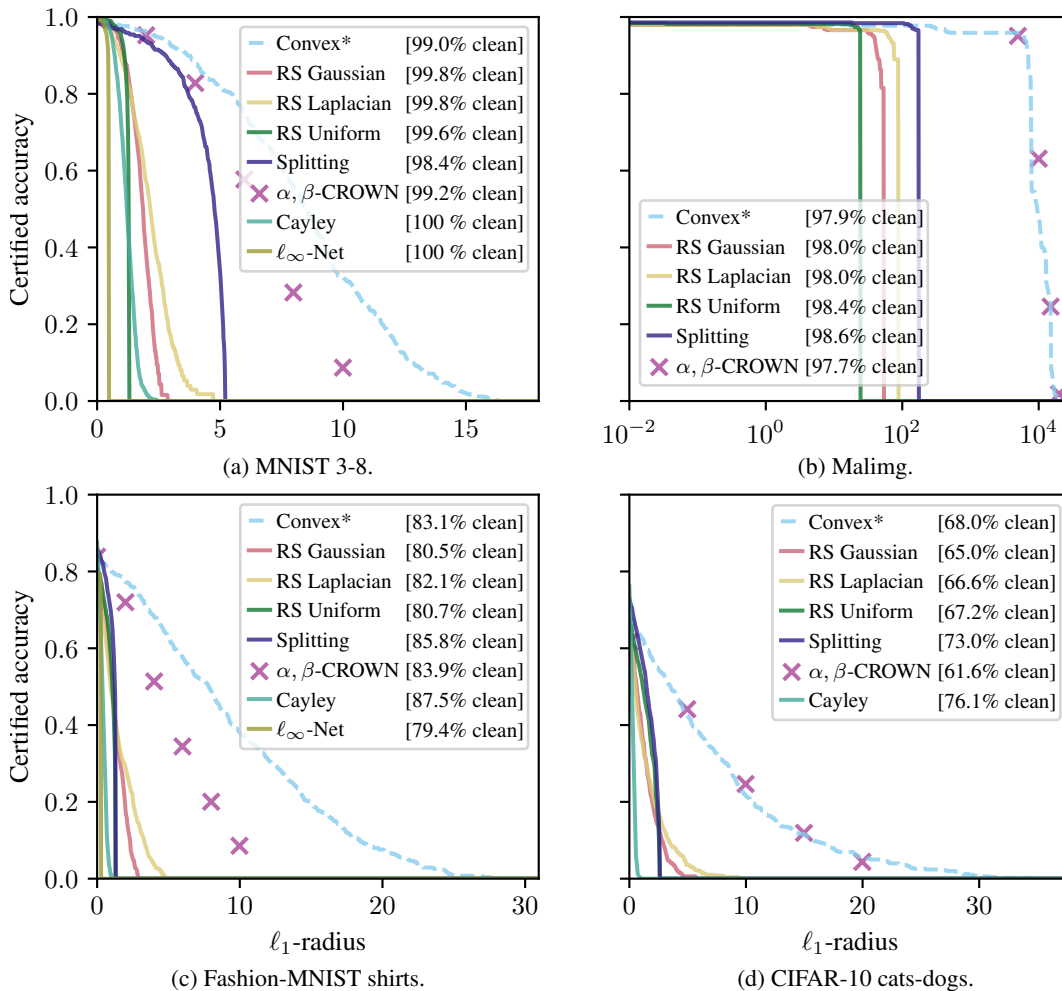 Certified accuracy
1.0
0.8
0.6
0.4
0.2
0.0
Convex* [99.0% clean]
RS Gaussian [99.8% clean]
RS Laplacian [99.8% clean]
RS Uniform [99.6% clean]
Splitting [98.4% clean]
α, β-CROWN [99.2% clean]
Cayley [100 % clean]
ℓ∞-Net [100 % clean]
0 5 10 15
(a) MNIST 3-8.
Convex* [97.9% clean]
RS Gaussian [98.0% clean]
RS Laplacian [98.0% clean]
RS Uniform [98.4% clean]
Splitting [98.6% clean]
α, β-CROWN [97.7% clean]
10⁻² 10⁰ 10² 10⁴
(b) Malimg.
Certified accuracy
1.0
0.8
0.6
0.4
0.2
0.0
Convex* [83.1% clean]
RS Gaussian [80.5% clean]
RS Laplacian [82.1% clean]
RS Uniform [80.7% clean]
Splitting [85.8% clean]
α, β-CROWN [83.9% clean]
Cayley [87.5% clean]
ℓ∞-Net [79.4% clean]
0 10 20 30
ℓ₁-radius
(c) Fashion-MNIST shirts.
Convex* [68.0% clean]
RS Gaussian [65.0% clean]
RS Laplacian [66.6% clean]
RS Uniform [67.2% clean]
Splitting [73.0% clean]
α, β-CROWN [61.6% clean]
Cayley [76.1% clean]
0 10 20 30
ℓ₁-radius
(d) CIFAR-10 cats-dogs.